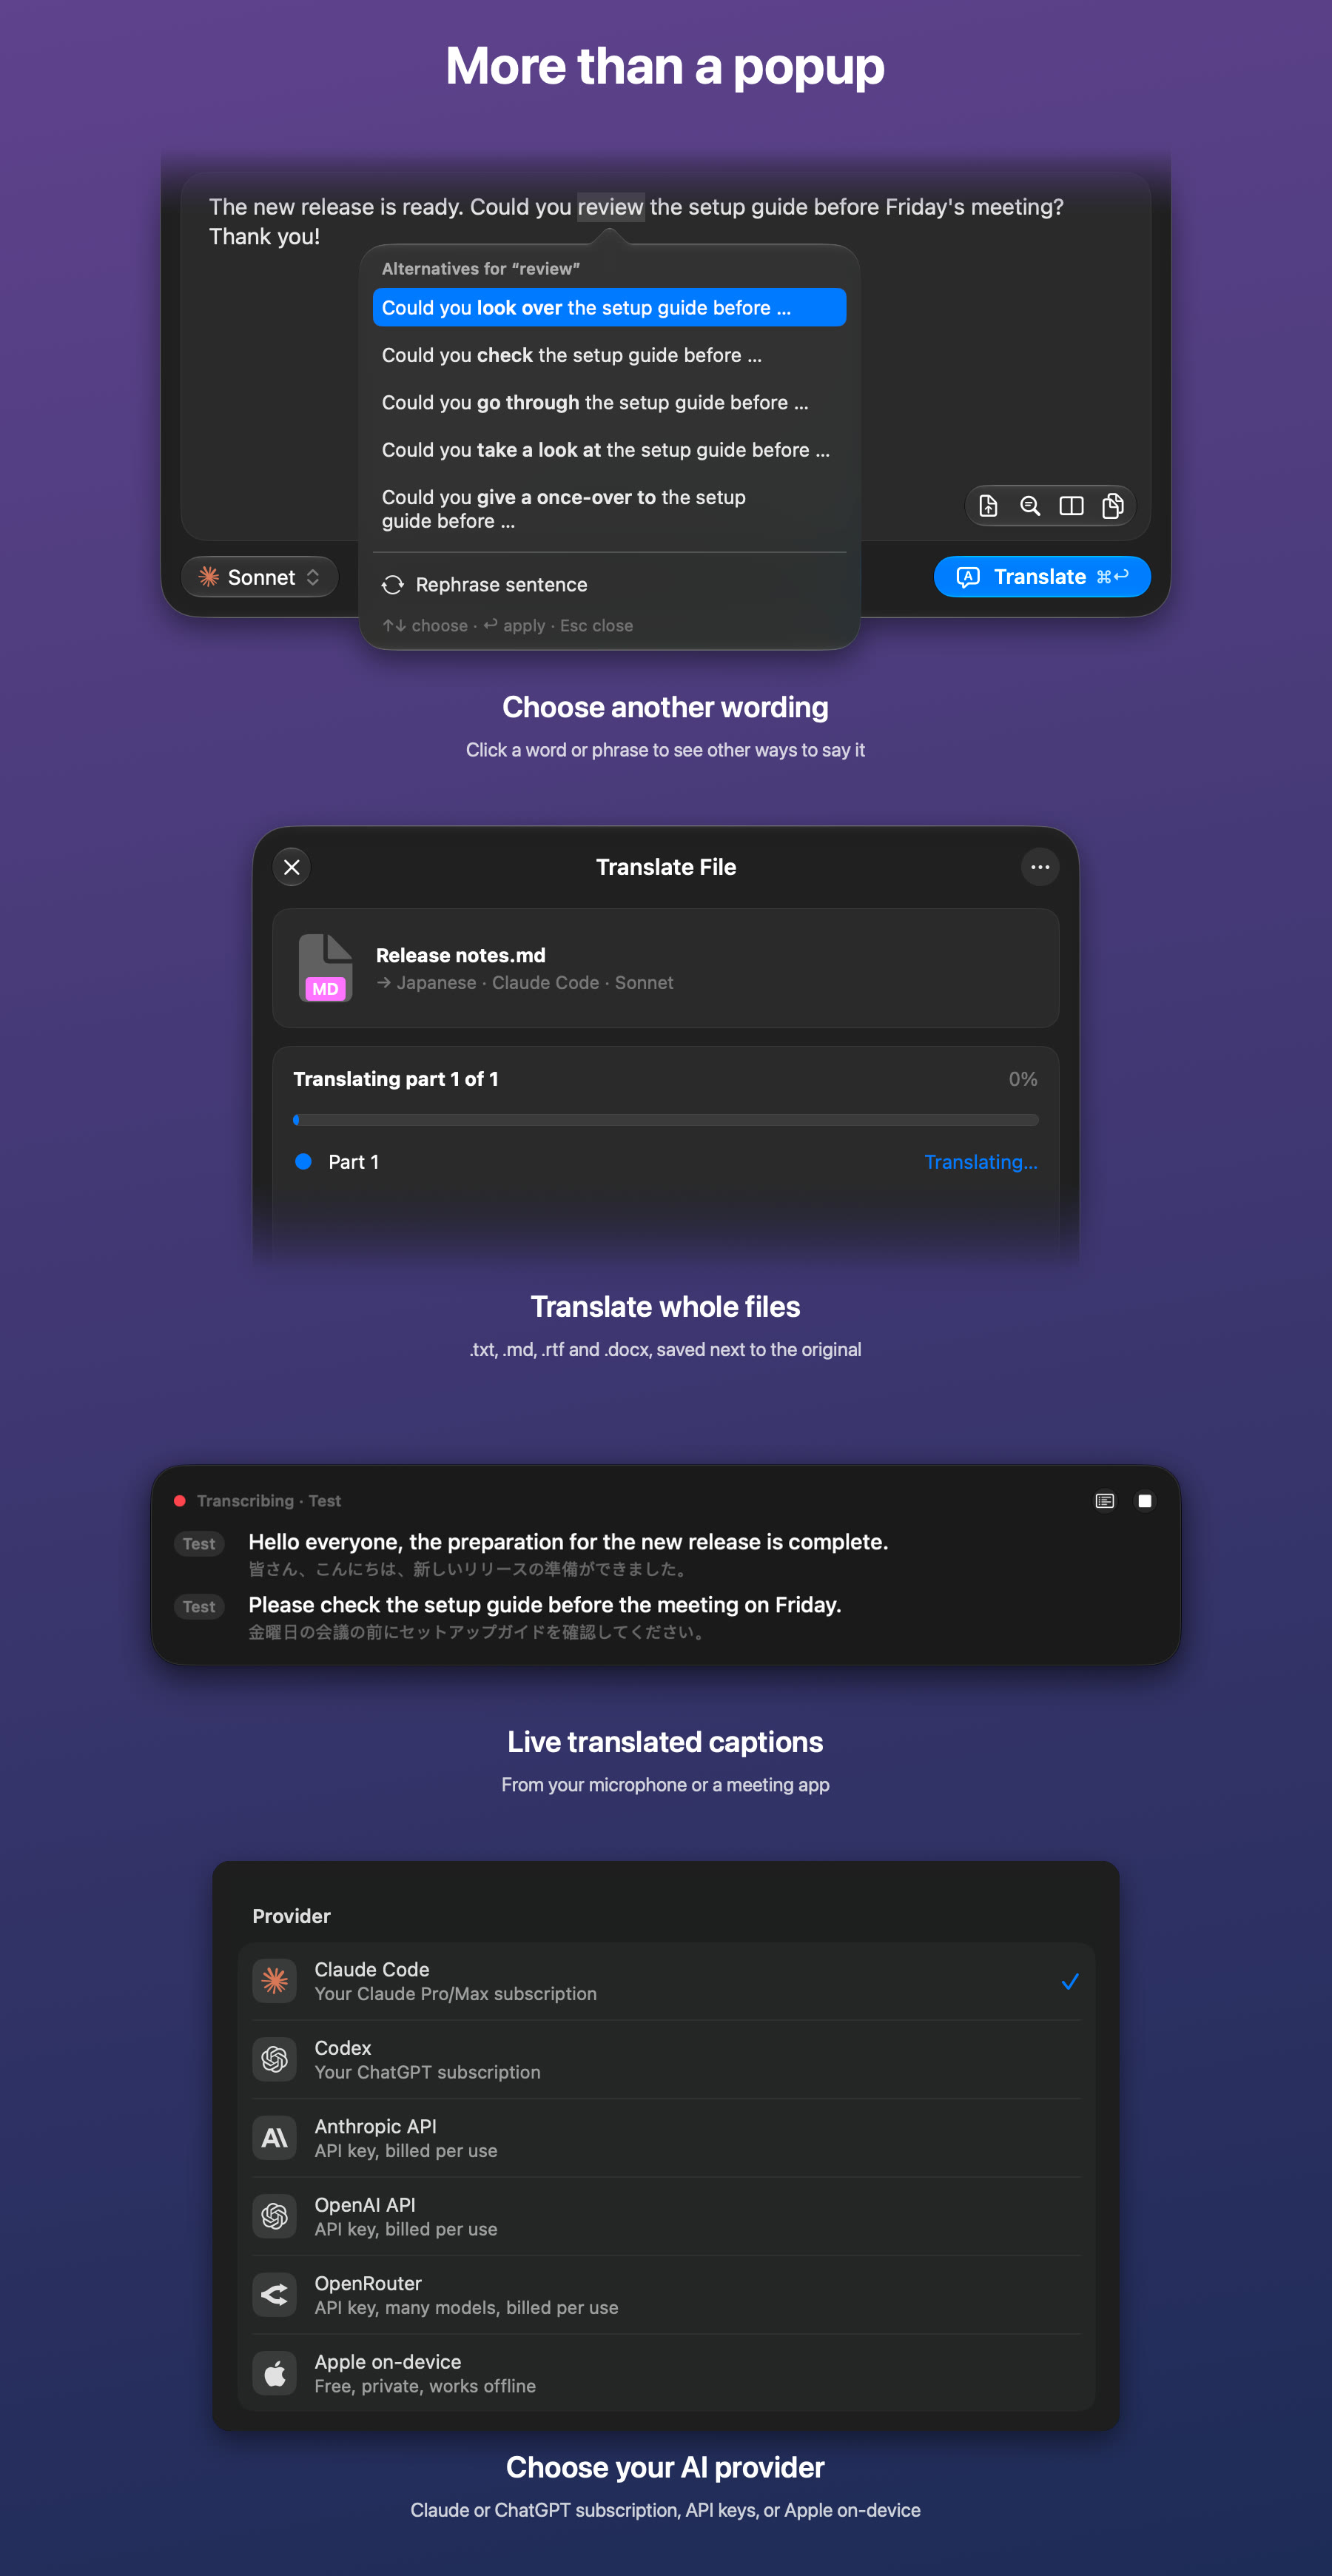 More than a popup
The new release is ready. Could you review the setup guide before Friday's meeting?
Thank you!
Alternatives for “review”
Could you look over the setup guide before ...
Could you check the setup guide before ...
Could you go through the setup guide before ...
Could you take a look at the setup guide before ...
Could you give a once-over to the setup
guide before ...
Rephrase sentence
↑↓ choose · ↩ apply · Esc close
Sonnet
Translate ⌘↩
Choose another wording
Click a word or phrase to see other ways to say it
Translate File
Release notes.md
MD
→ Japanese · Claude Code · Sonnet
Translating part 1 of 1
0%
Part 1
Translating...
Translate whole files
.txt, .md, .rtf and .docx, saved next to the original
Transcribing · Test
Test
Hello everyone, the preparation for the new release is complete.
皆さん、こんにちは、新しいリリースの準備ができました。
Test
Please check the setup guide before the meeting on Friday.
金曜日の会議の前にセットアップガイドを確認してください。
Live translated captions
From your microphone or a meeting app
Provider
Claude Code
Your Claude Pro/Max subscription
Codex
Your ChatGPT subscription
Anthropic API
API key, billed per use
OpenAI API
API key, billed per use
OpenRouter
API key, many models, billed per use
Apple on-device
Free, private, works offline
Choose your AI provider
Claude or ChatGPT subscription, API keys, or Apple on-device